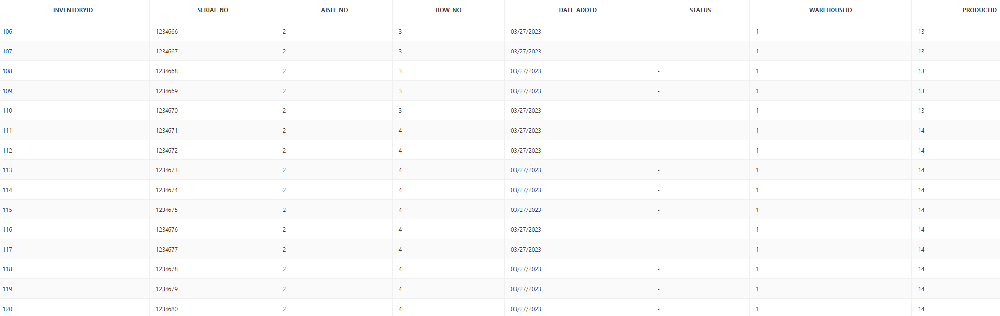 INVENTORYID SERIAL_NO AISLE_NO ROW_NO DATE_ADDED STATUS WAREHOUSEID PRODUCTID
106 1234666 2 3 03/27/2023 - 1 13
107 1234667 2 3 03/27/2023 - 1 13
108 1234668 2 3 03/27/2023 - 1 13
109 1234669 2 3 03/27/2023 - 1 13
110 1234670 2 3 03/27/2023 - 1 13
111 1234671 2 4 03/27/2023 - 1 14
112 1234672 2 4 03/27/2023 - 1 14
113 1234673 2 4 03/27/2023 - 1 14
114 1234674 2 4 03/27/2023 - 1 14
115 1234675 2 4 03/27/2023 - 1 14
116 1234676 2 4 03/27/2023 - 1 14
117 1234677 2 4 03/27/2023 - 1 14
118 1234678 2 4 03/27/2023 - 1 14
119 1234679 2 4 03/27/2023 - 1 14
120 1234680 2 4 03/27/2023 - 1 14